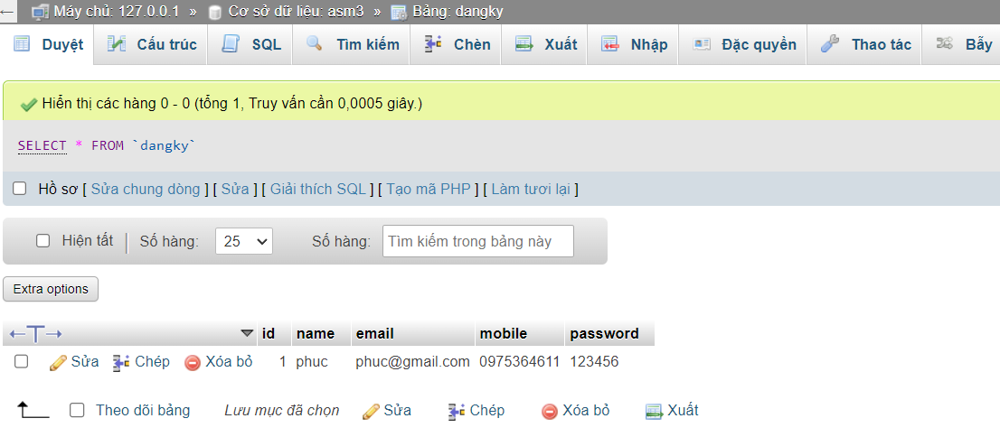 Máy chủ: 127.0.0.1 » Cơ sở dữ liệu: asm3 » Bảng: dangky
Duyệt Cấu trúc SQL Tìm kiếm Chèn Xuất Nhập Đặc quyền Thao tác Bẫy
Hiển thị các hàng 0 - 0 (tổng 1, Truy vấn cần 0,0005 giây.)
SELECT * FROM `dangky`
Hồ sơ [ Sửa chung dòng ] [ Sửa ] [ Giải thích SQL ] [ Tạo mã PHP ] [ Làm tươi lại ]
Hiện tất Số hàng: 25 Số hàng: Tìm kiếm trong bảng này
Extra options
id name email mobile password
Sửa Chép Xóa bỏ 1 phuc phuc@gmail.com 0975364611 123456
Theo dõi bảng Lưu mục đã chọn Sửa Chép Xóa bỏ Xuất